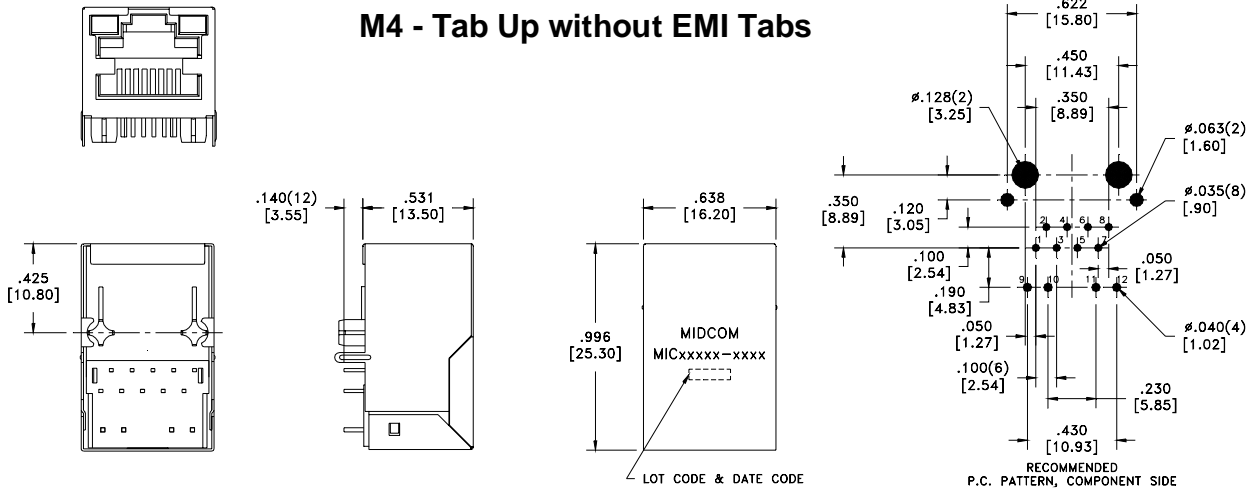 M4 - Tab Up without EMI Tabs
.622
[15.80]
.450
[11.43]
.350
[8.89]
ø.128(2)
[3.25]
ø.063(2)
[1.60]
ø.035(8)
[.90]
.350
[8.89]
.120
[3.05]
2 4 6 8
1 3 5 7
.100
[2.54]
.050
[1.27]
.190
[4.83]
9 10 11 12
.050
[1.27]
ø.040(4)
[1.02]
.100(6)
[2.54]
.230
[5.85]
.430
[10.93]
RECOMMENDED
P.C. PATTERN, COMPONENT SIDE
.140(12)
[3.55]
.531
[13.50]
.638
[16.20]
.425
[10.80]
.996
[25.30]
MIDCOM
MICxxxxx-xxxx
LOT CODE & DATE CODE